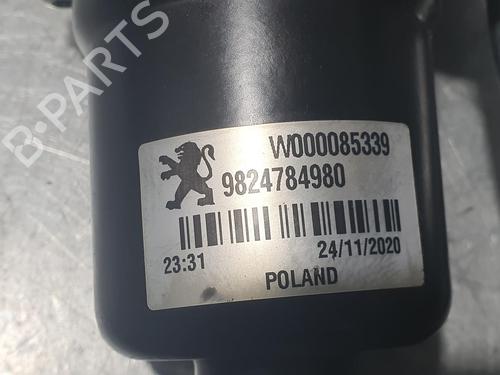 W000085339
9824784980
23:31 24/11/2020
POLAND
B-PARTS